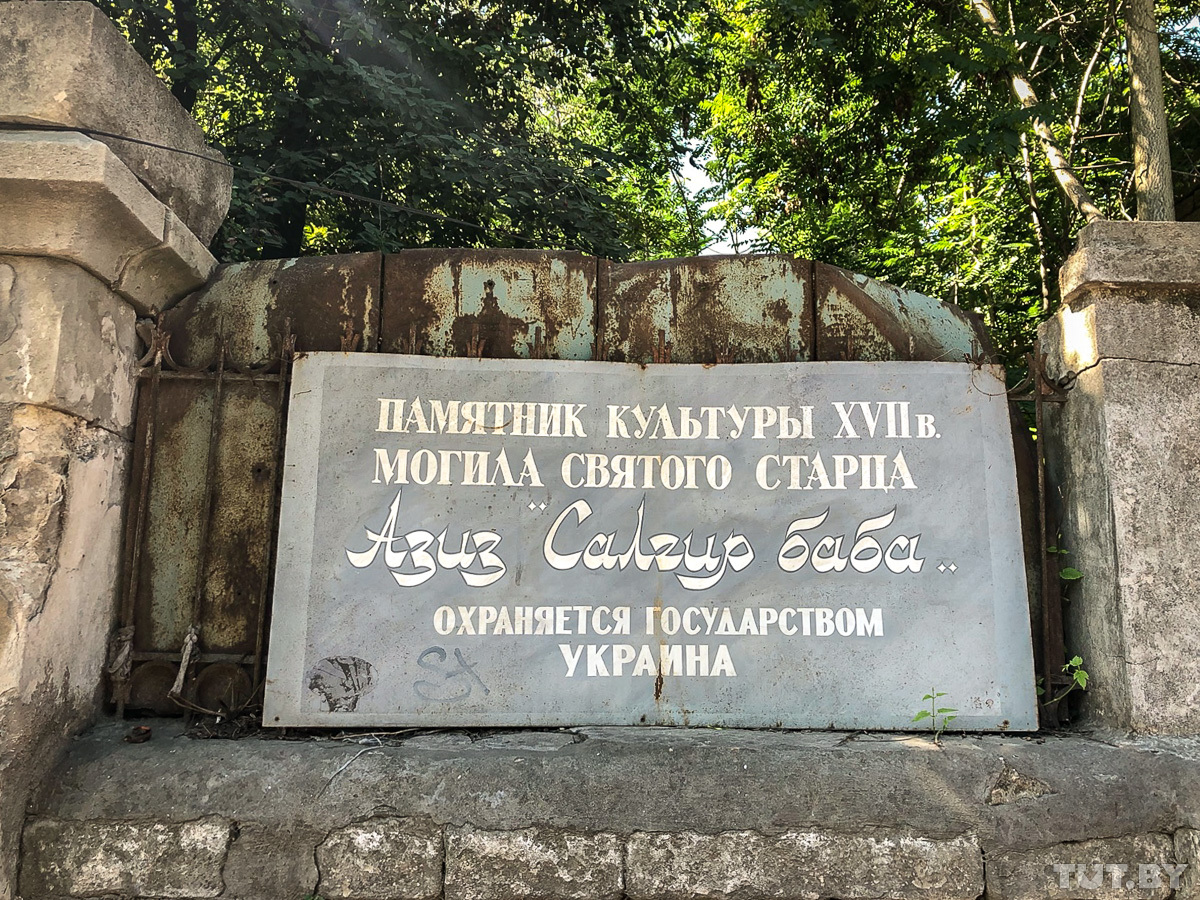 ПАМЯТНИК КУЛЬТУРЫ XVII в.
МОГИЛА СВЯТОГО СТАРЦА
Азиз "Салгир баба"
ОХРАНЯЕТСЯ ГОСУДАРСТВОМ
УКРАИНА
TUT.BY